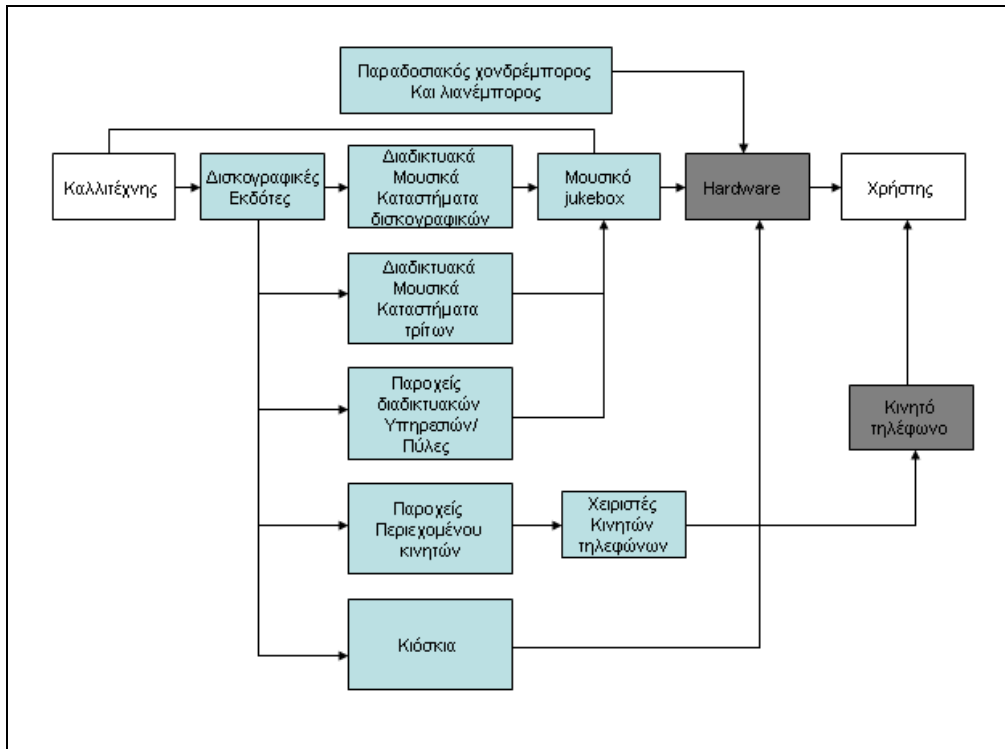 Παραδοσιακός χονδρέμπορος
Και λιανέμπορος
Καλλιτέχνης
Δισκογραφικές
Εκδότες
Διαδικτυακά
Μουσικά
Καταστήματα
δισκογραφικών
Μουσικό
jukebox
Hardware
Χρήστης
Διαδικτυακά
Μουσικά
Καταστήματα
τρίτων
Παροχείς
διαδικτυακών
Υπηρεσιών/
Πύλες
Κινητό
τηλέφωνο
Παροχείς
Περιεχομένου
κινητών
Χειριστές
Κινητών
τηλεφώνων
Κιόσκια